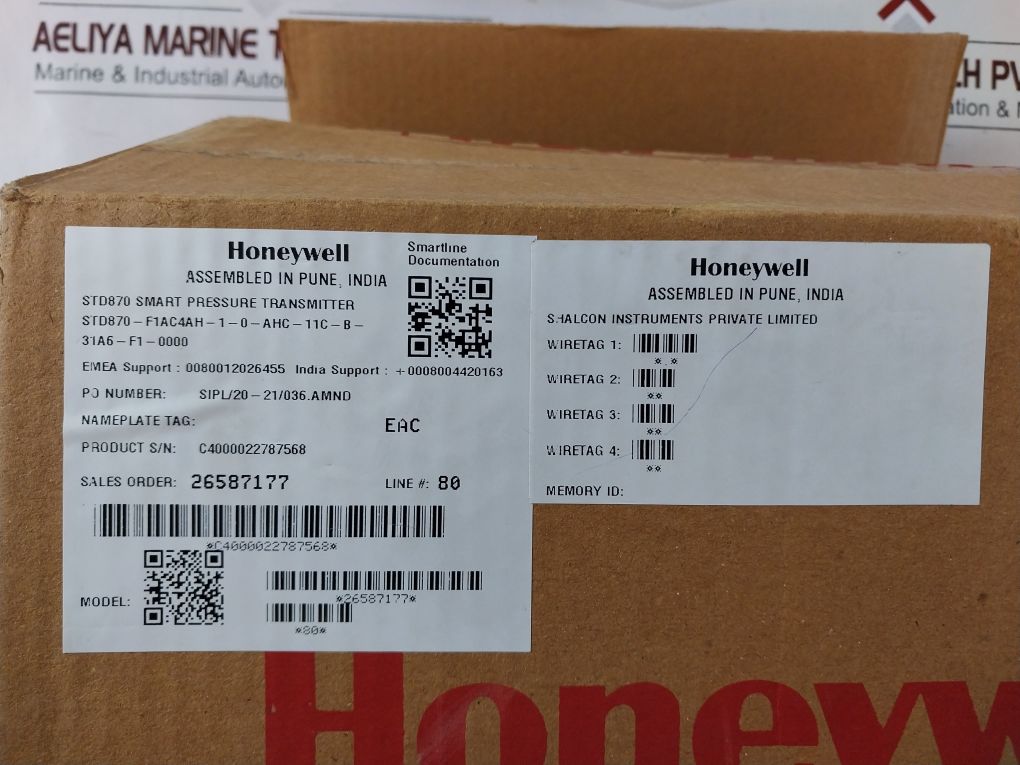 AELIYA MARINE T
Marine & Industrial Auto
CH PV
ation &
Honeywell
ASSEMBLED IN PUNE, INDIA
Smartline
Documentation
STD870 SMART PRESSURE TRANSMITTER
STD870-F1AC4AH-1-0-AHC-11C-B-
31A6-F1-0000
EMEA Support : 0080012026455 India Support : +0008004420163
PO NUMBER: SIPL/20-21/036.AMND
NAMEPLATE TAG:
EAC
PRODUCT S/N: C4000022787568
SALES ORDER: 26587177 LINE #: 80
*C4000022787568*
MODEL:
*26587177*
*80*
Honeywell
ASSEMBLED IN PUNE, INDIA
SHALCON INSTRUMENTS PRIVATE LIMITED
WIRETAG 1:
*.*
WIRETAG 2:
**
WIRETAG 3:
**
WIRETAG 4:
**
MEMORY ID:
Honeyw